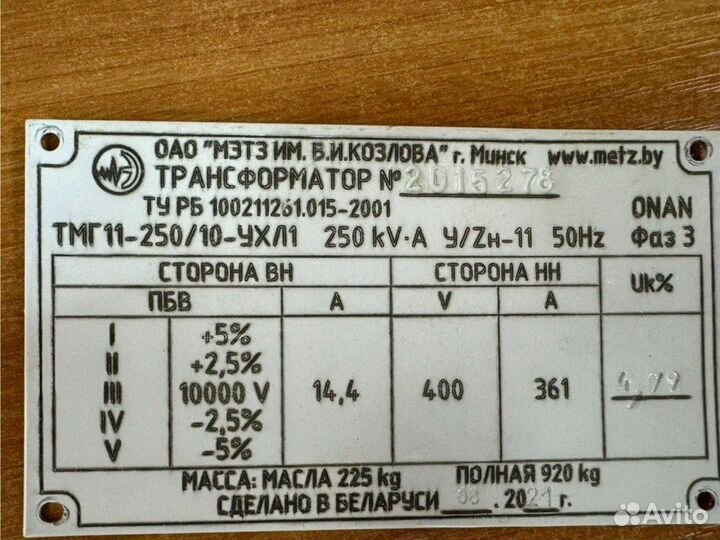 ОАО "МЭТЗ ИМ. В.И.КОЗЛОВА" г. Минск www.metz.by
ТРАНСФОРМАТОР № 2015278
ТУ РБ 100211261.015-2001 ONAN
ТМГ11-250/10-УХЛ1 250 kV·A У/Zн-11 50Hz Фаз 3
СТОРОНА ВН СТОРОНА НН Uk%
ПБВ А V А
I +5%
II +2,5%
III 10000 V 14,4 400 361 4,79
IV -2,5%
V -5%
МАССА: МАСЛА 225 kg ПОЛНАЯ 920 kg
СДЕЛАНО В БЕЛАРУСИ . 2021 г.
Avito